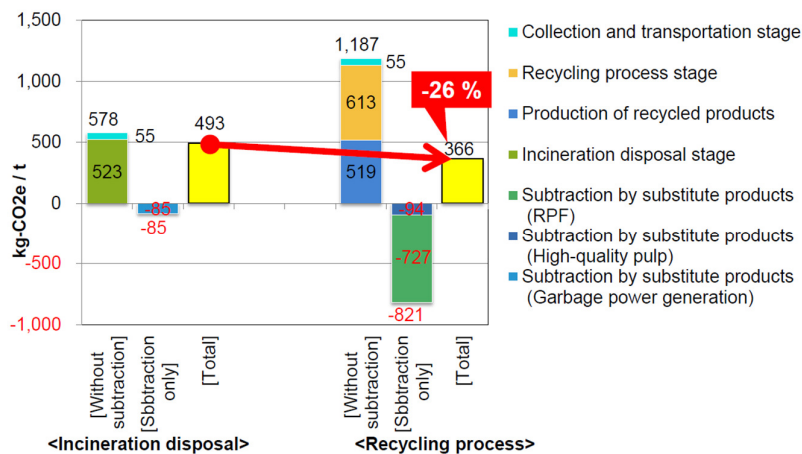 1,500
1,000
500
0
-500
-1,000
kg-CO2e / t
578
55
523
-85
-85
493
1,187
55
613
519
-94
-727
-821
-26 %
366
[Without subtraction]
[Sbbtraction only]
[Total]
[Without subtraction]
[Sbbtraction only]
[Total]
<Incineration disposal>
<Recycling process>
Collection and transportation stage
Recycling process stage
Production of recycled products
Incineration disposal stage
Subtraction by substitute products
(RPF)
Subtraction by substitute products
(High-quality pulp)
Subtraction by substitute products
(Garbage power generation)